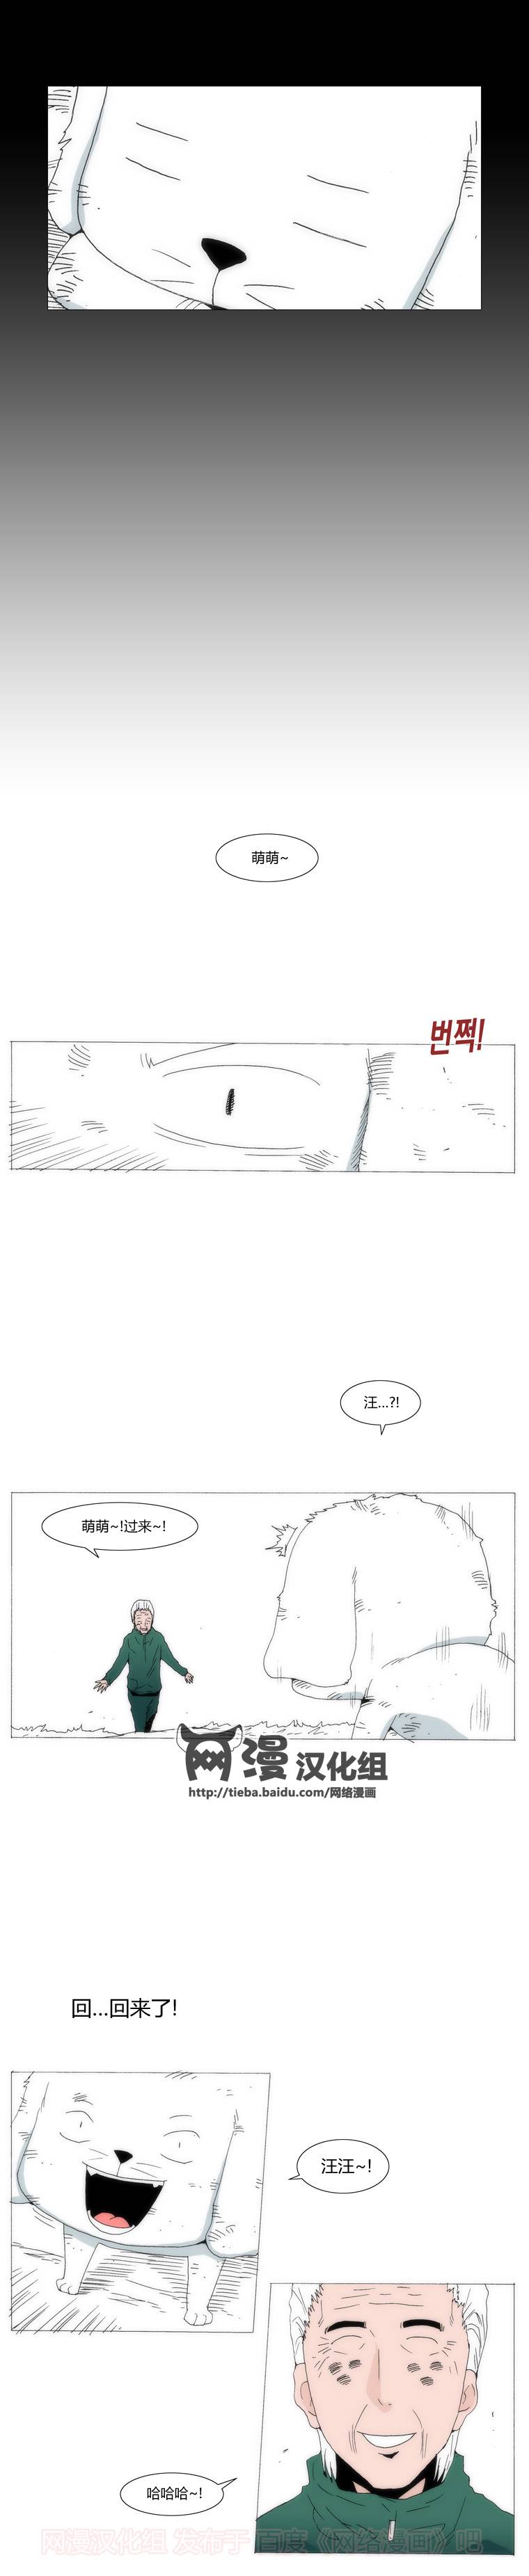 萌萌~
번쩍!
汪...?!
萌萌~!过来~!
网漫汉化组
http://tieba.baidu.com/网络漫画
回...回来了!
汪汪~!
哈哈哈~!
网漫汉化组 发布于 百度《网络漫画》吧